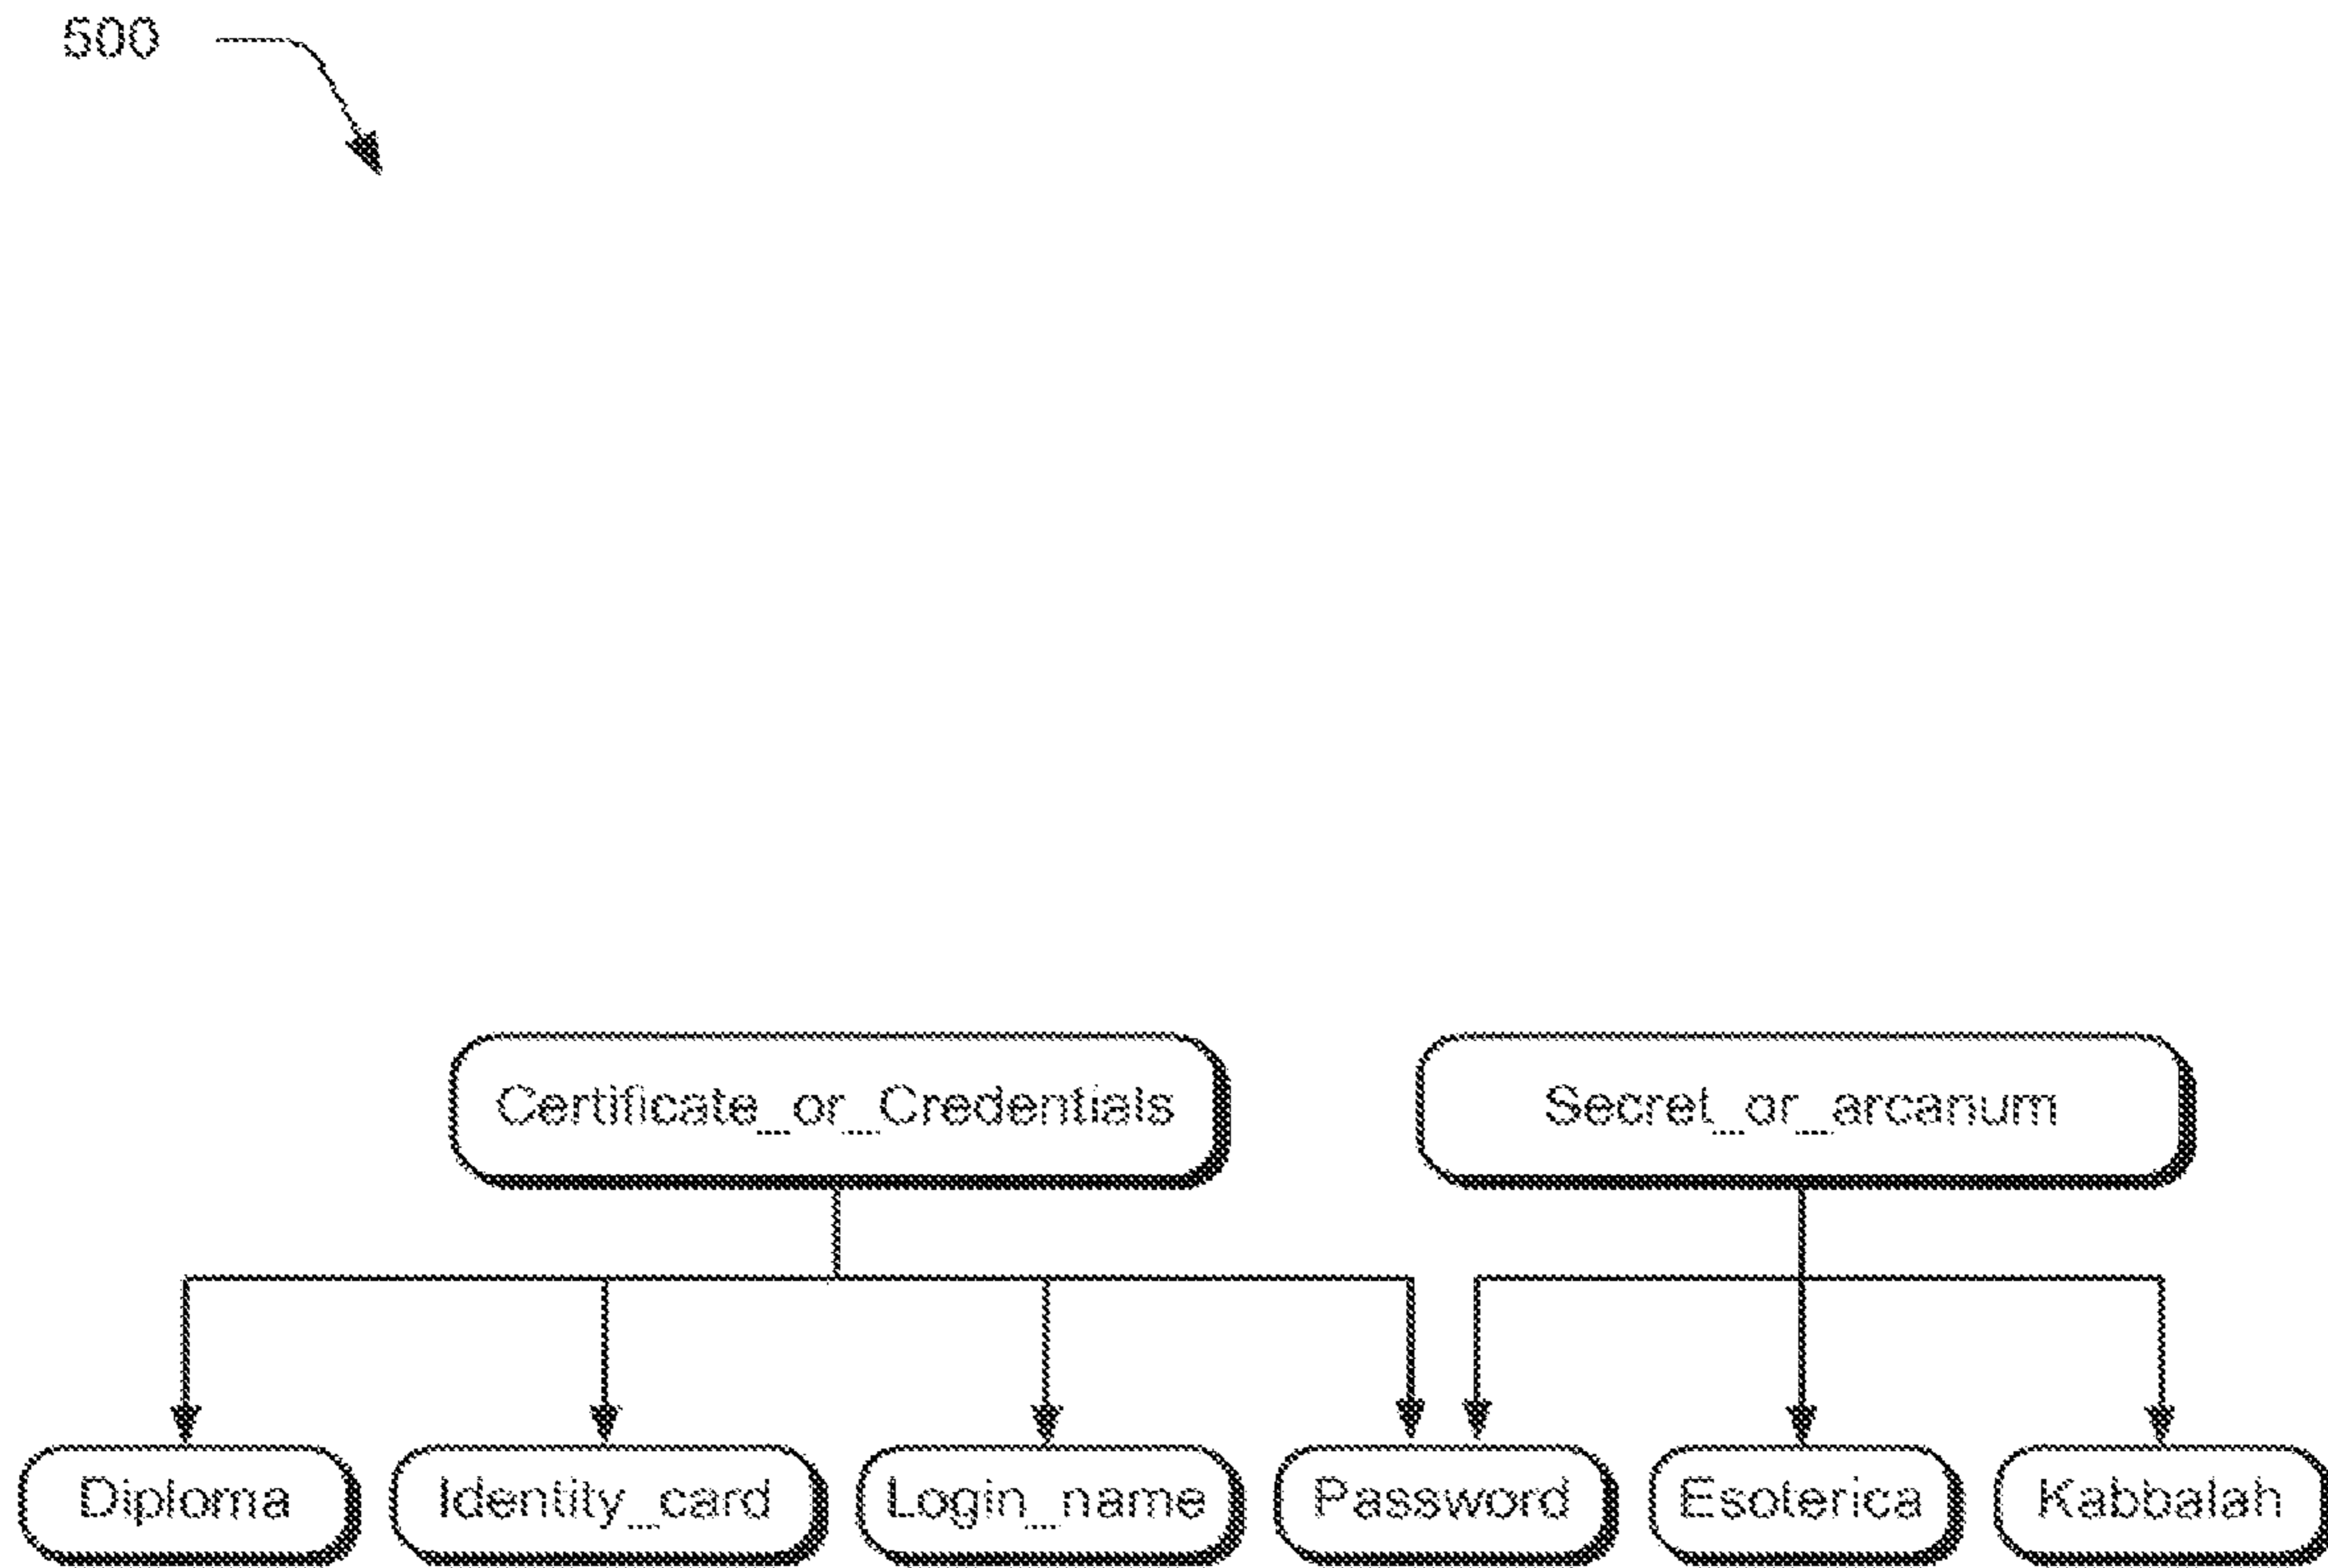 500
Certificate_or_Credentials
Secret_or_arcanum
Diploma
Identity_card
Login_name
Password
Esoterica
Kabbalah